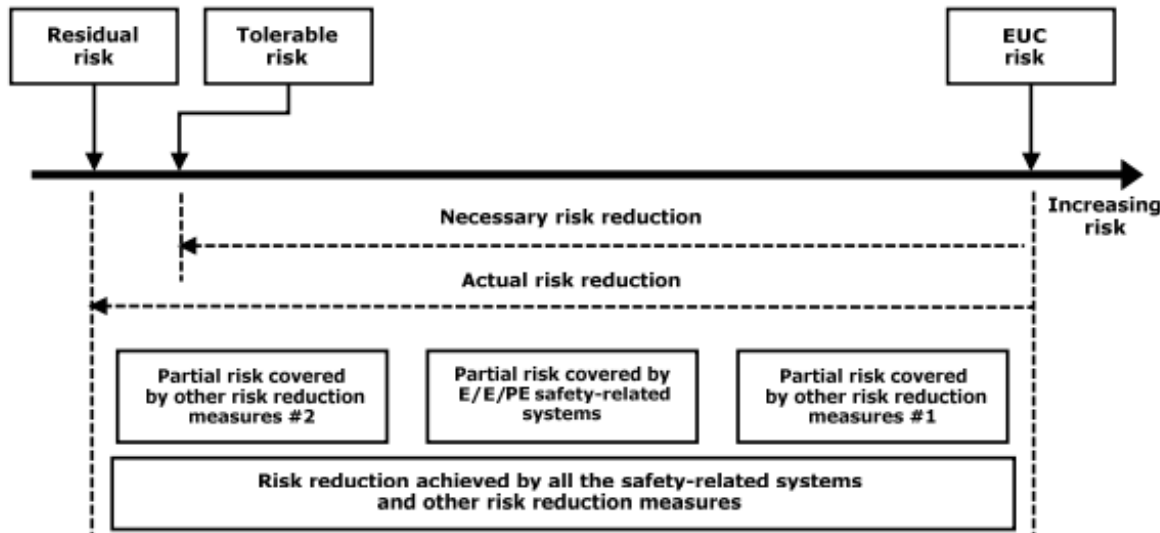 Residual
risk
Tolerable
risk
EUC
risk
Increasing
risk
Necessary risk reduction
Actual risk reduction
Partial risk covered
by other risk reduction
measures #2
Partial risk covered by
E/E/PE safety-related
systems
Partial risk covered
by other risk reduction
measures #1
Risk reduction achieved by all the safety-related systems
and other risk reduction measures